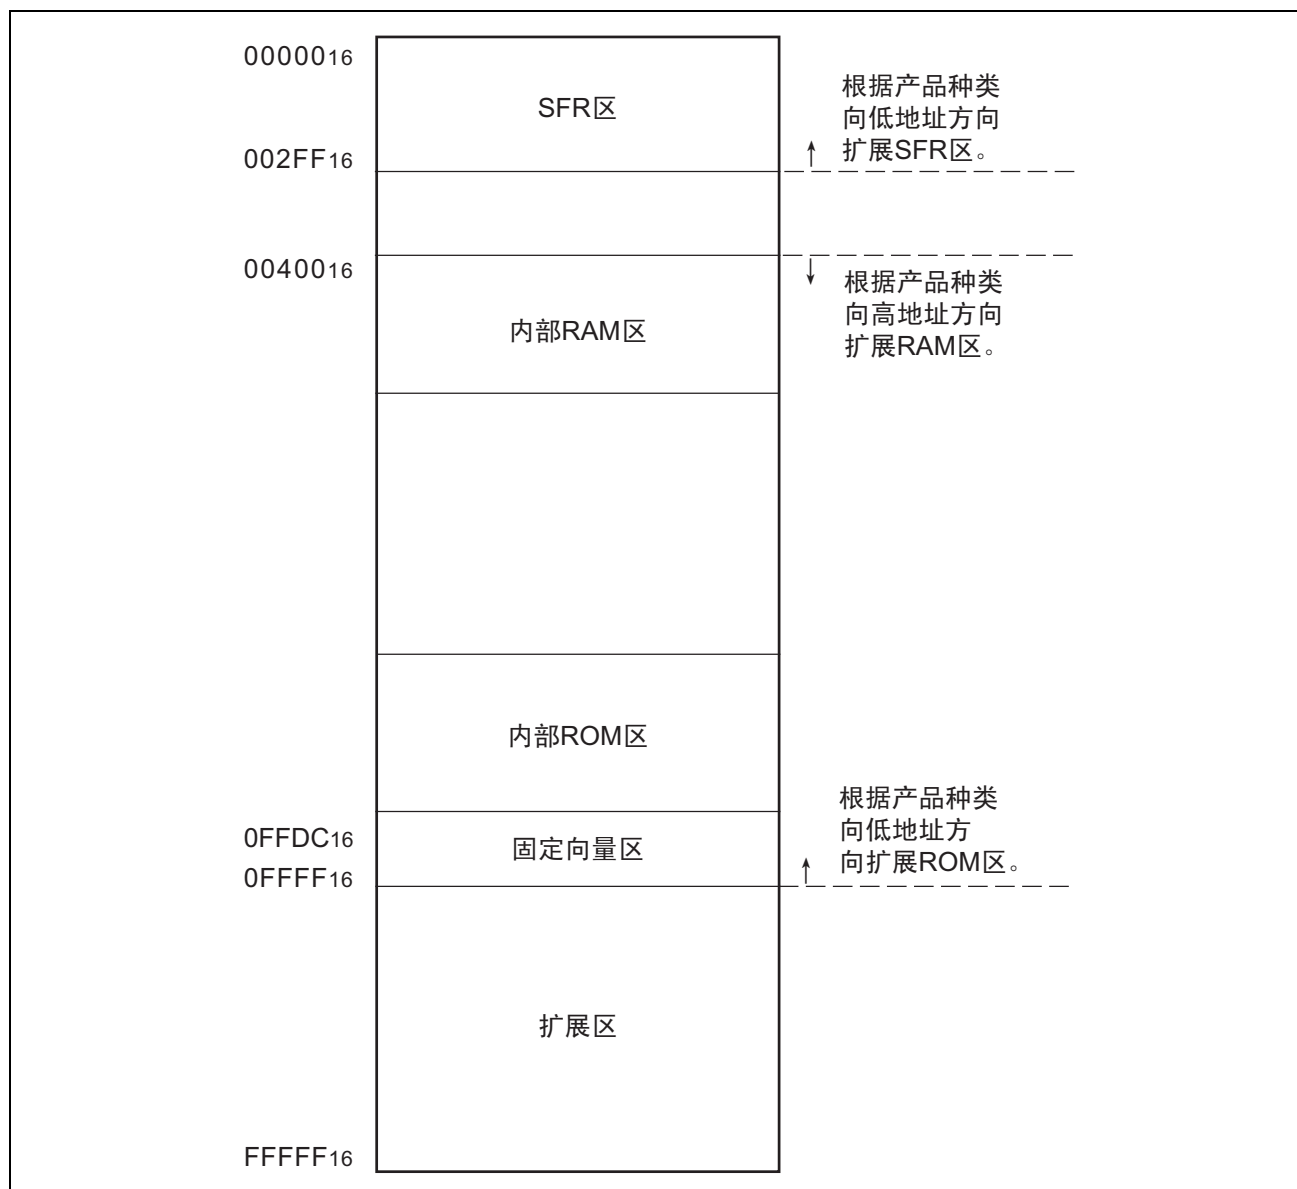 0000016
SFR区
根据产品种类
向低地址方向
扩展SFR区。
002FF16
0040016
根据产品种类
向高地址方向
扩展RAM区。
内部RAM区
内部ROM区
根据产品种类
向低地址方
向扩展ROM区。
0FFDC16
固定向量区
0FFFF16
扩展区
FFFFF16